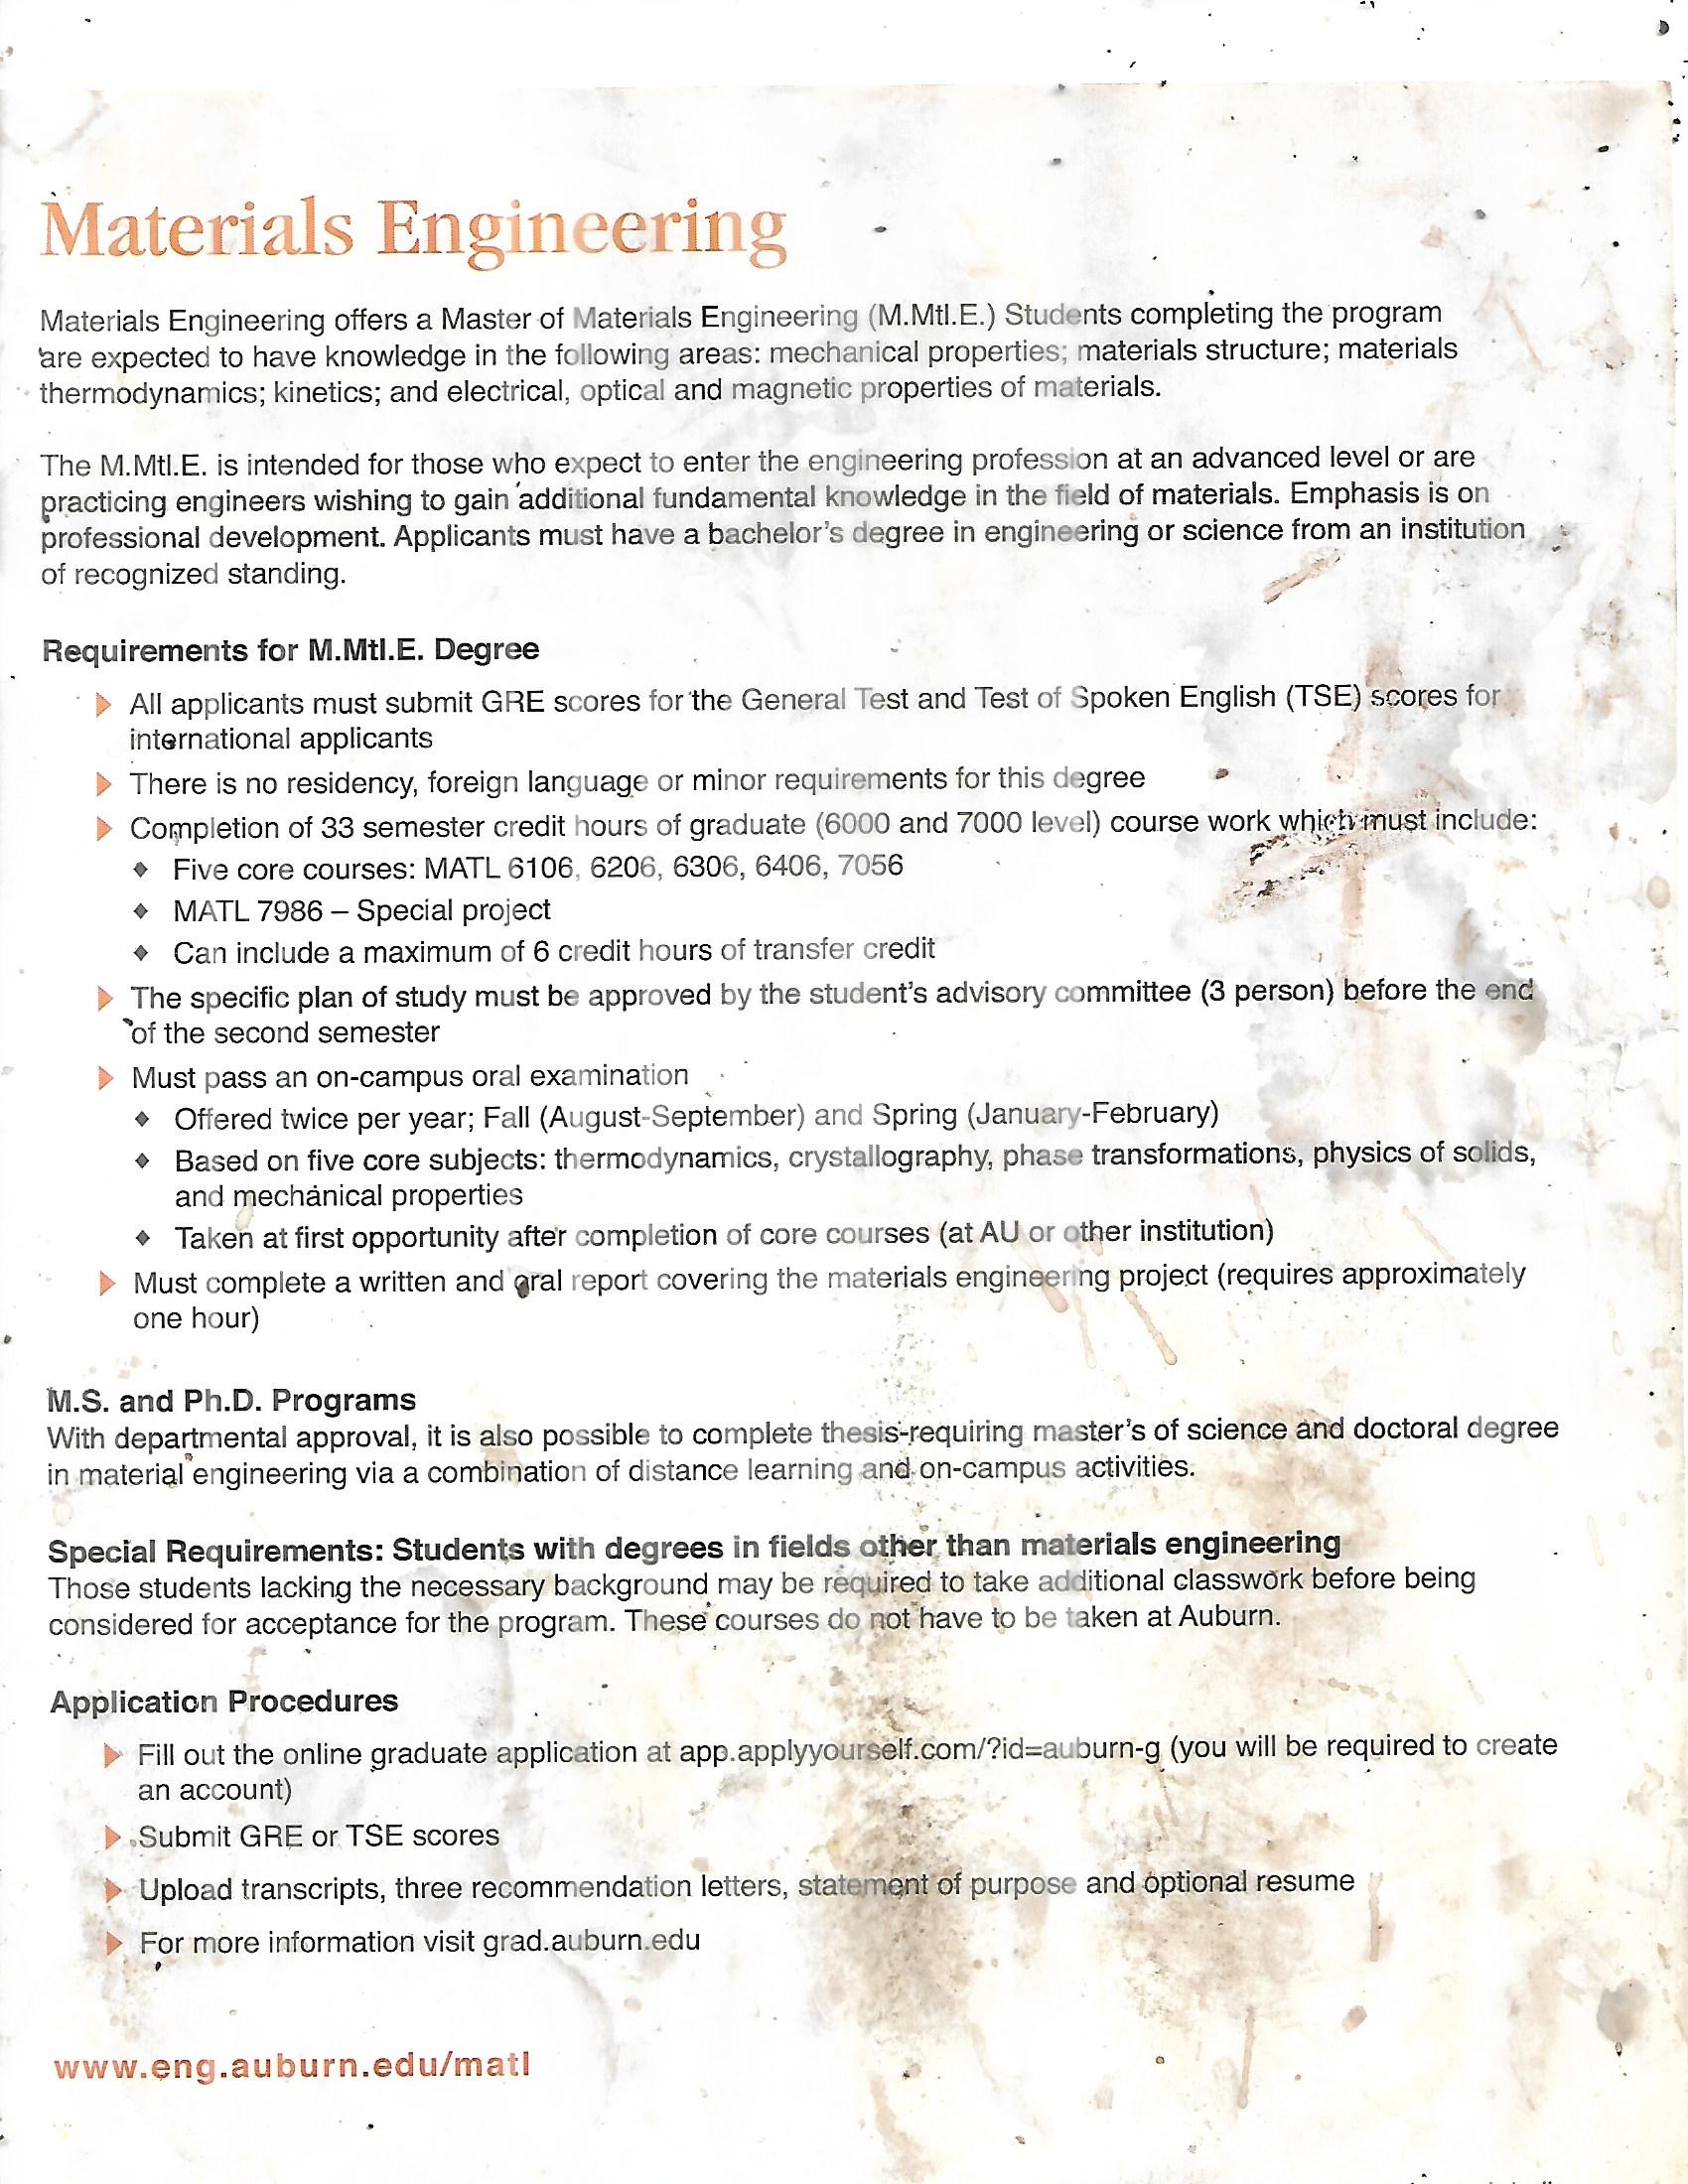 Materials Engineering
Materials Engineering offers a Master of Materials Engineering (M.Mtl.E.) Students completing the program
are expected to have knowledge in the following areas: mechanical properties; materials structure; materials
thermodynamics; kinetics; and electrical, optical and magnetic properties of materials.
The M.Mtl.E. is intended for those who expect to enter the engineering profession at an advanced level or are
practicing engineers wishing to gain additional fundamental knowledge in the field of materials. Emphasis is on
professional development. Applicants must have a bachelor's degree in engineering or science from an institution
of recognized standing.
Requirements for M.Mtl.E. Degree
All applicants must submit GRE scores for the General Test and Test of Spoken English (TSE) scores for
international applicants
There is no residency, foreign language or minor requirements for this degree
Completion of 33 semester credit hours of graduate (6000 and 7000 level) course work which must include:
Five core courses: MATL 6106, 6206, 6306, 6406, 7056
MATL 7986 – Special project
Can include a maximum of 6 credit hours of transfer credit
The specific plan of study must be approved by the student's advisory committee (3 person) before the end
of the second semester
Must pass an on-campus oral examination
Offered twice per year; Fall (August-September) and Spring (January-February)
Based on five core subjects: thermodynamics, crystallography, phase transformations, physics of solids,
and mechanical properties
Taken at first opportunity after completion of core courses (at AU or other institution)
Must complete a written and oral report covering the materials engineering project (requires approximately
one hour)
M.S. and Ph.D. Programs
With departmental approval, it is also possible to complete thesis-requiring master's of science and doctoral degree
in material engineering via a combination of distance learning and on-campus activities.
Special Requirements: Students with degrees in fields other than materials engineering
Those students lacking the necessary background may be required to take additional classwork before being
considered for acceptance for the program. These courses do not have to be taken at Auburn.
Application Procedures
Fill out the online graduate application at app.applyyourself.com/?id=auburn-g (you will be required to create
an account)
Submit GRE or TSE scores
Upload transcripts, three recommendation letters, statement of purpose and optional resume
For more information visit grad.auburn.edu
www.eng.auburn.edu/matl